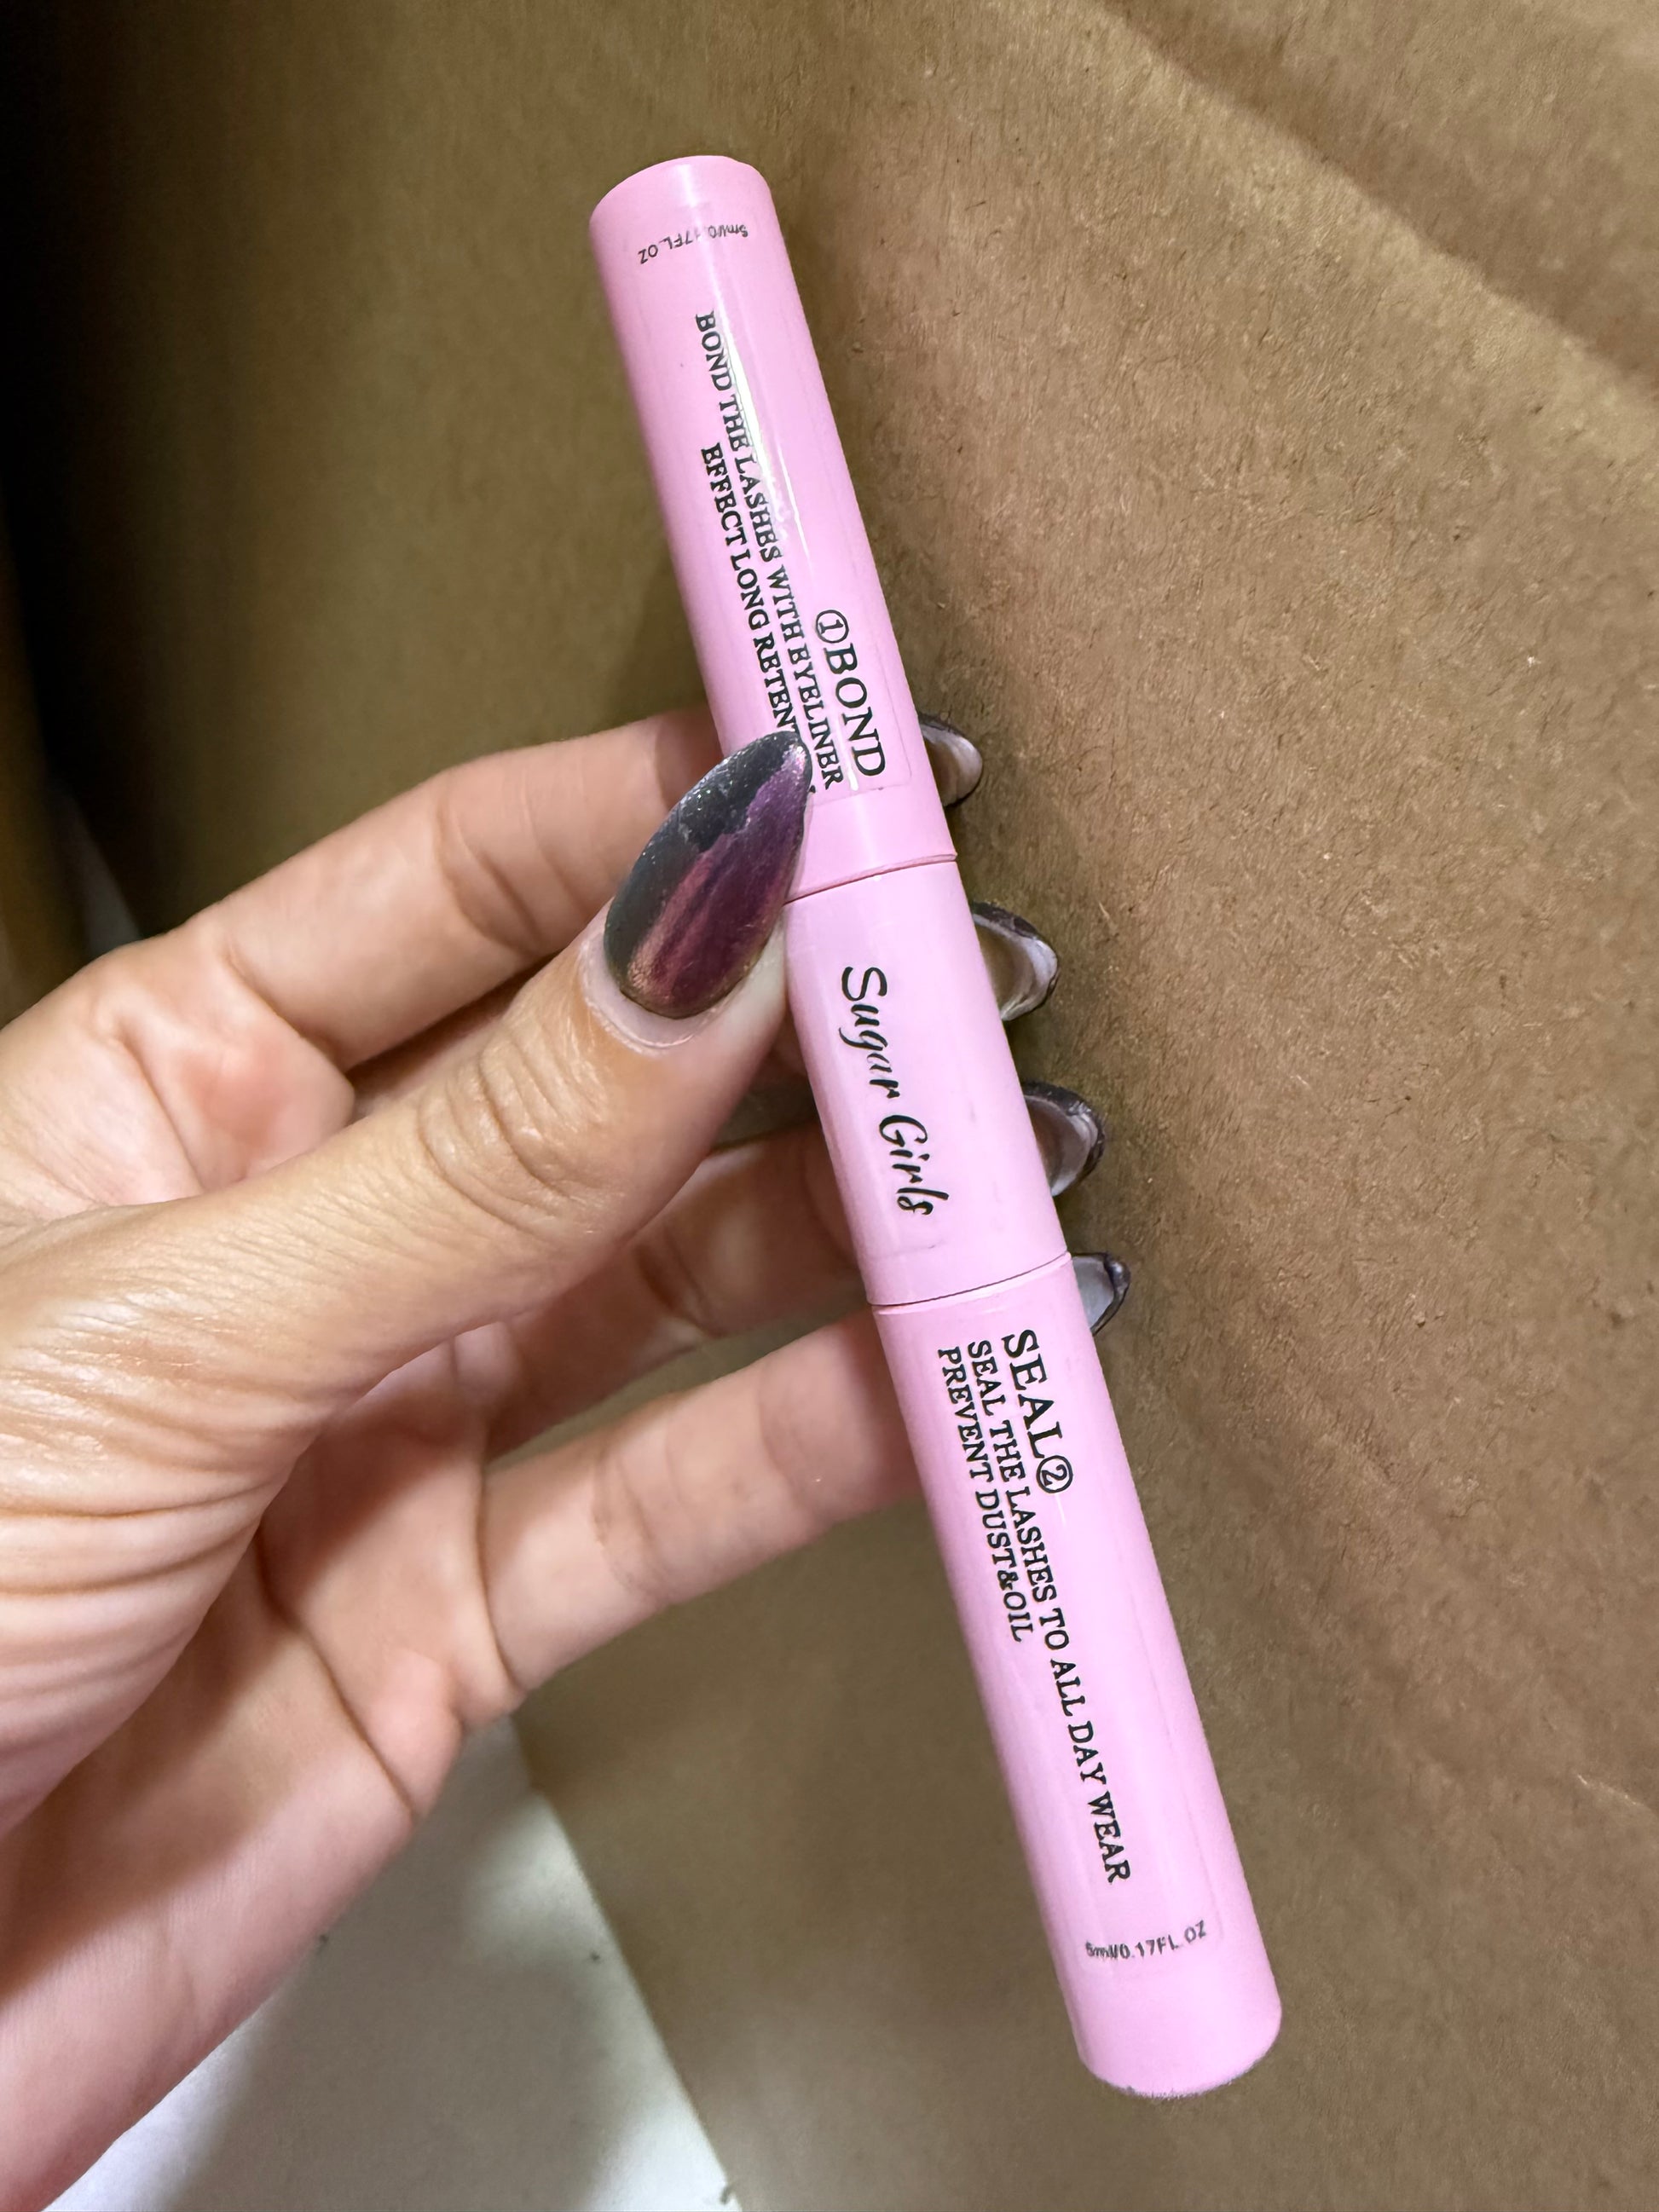 5ml/0.17FL.OZ
①BOND
BOND THE LASHES WITH EYELINER
EFFECT LONG
Sugar Girls
SEAL②
SEAL THE LASHES TO ALL DAY WEAR
PREVENT DUST&OIL
5ml/0.17FL.OZ